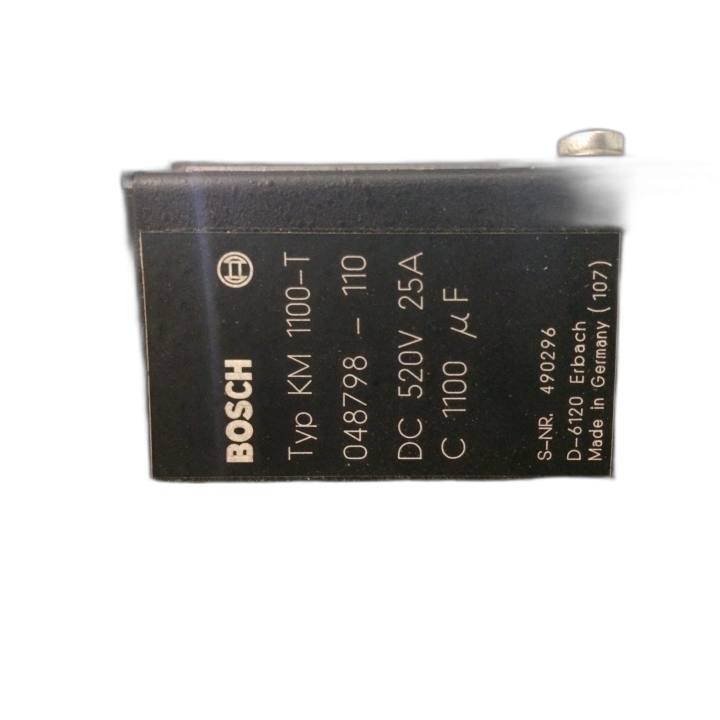 BOSCH
Typ KM 1100-T
048798 - 110
DC 520V 25A
C 1100 μF
S-NR. 490296
D-6120 Erbach
Made in Germany (107)